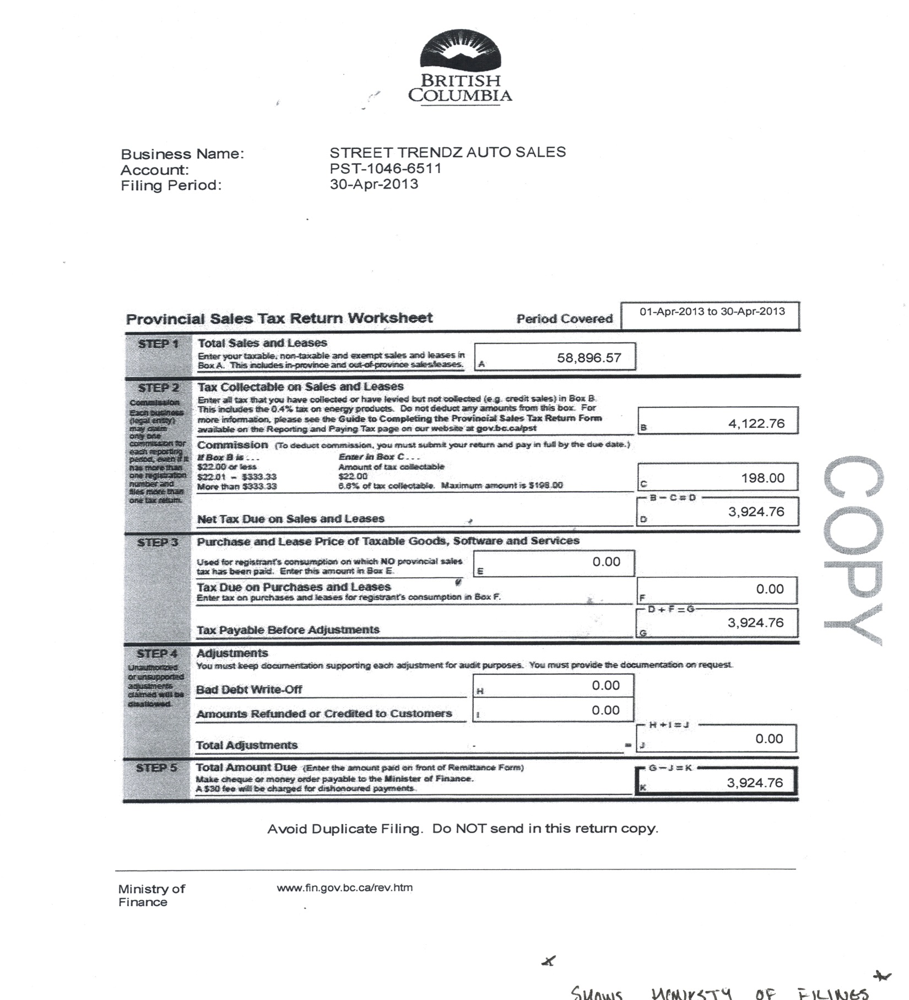 BRITISH
COLUMBIA
Business Name: STREET TRENDZ AUTO SALES
Account: PST-1046-6511
Filing Period: 30-Apr-2013
Provincial Sales Tax Return Worksheet Period Covered 01-Apr-2013 to 30-Apr-2013
STEP 1 Total Sales and Leases
Enter your taxable, non-taxable and exempt sales and leases in
Box A. This includes in-province and out-of-province sales/leases. A 58,896.57
STEP 2 Tax Collectable on Sales and Leases
Commission
Each business
(legal entity)
may claim
only one
commission for
each reporting
period, even if it
has more than
one registration
number and
files more than
one tax return.
Enter all tax that you have collected or have levied but not collected (e.g. credit sales) in Box B.
This includes the 0.4% tax on energy products. Do not deduct any amounts from this box. For
more information, please see the Guide to Completing the Provincial Sales Tax Return Form
available on the Reporting and Paying Tax page on our website at gov.bc.ca/pst B 4,122.76
Commission (To deduct commission, you must submit your return and pay in full by the due date.)
If Box B is ... Enter in Box C ...
$22.00 or less Amount of tax collectable
$22.01 – $333.33 $22.00
More than $333.33 6.6% of tax collectable. Maximum amount is $198.00 C 198.00
B – C = D
Net Tax Due on Sales and Leases D 3,924.76
STEP 3 Purchase and Lease Price of Taxable Goods, Software and Services
Used for registrant's consumption on which NO provincial sales
tax has been paid. Enter this amount in Box E. E 0.00
Tax Due on Purchases and Leases
Enter tax on purchases and leases for registrant's consumption in Box F. F 0.00
D + F = G
Tax Payable Before Adjustments G 3,924.76
STEP 4 Adjustments
Unauthorized
or unsupported
adjustments
claimed will be
disallowed.
You must keep documentation supporting each adjustment for audit purposes. You must provide the documentation on request.
Bad Debt Write-Off H 0.00
Amounts Refunded or Credited to Customers I 0.00
H + I = J
Total Adjustments - = J 0.00
STEP 5 Total Amount Due (Enter the amount paid on front of Remittance Form)
G – J = K
Make cheque or money order payable to the Minister of Finance.
A $30 fee will be charged for dishonoured payments. K 3,924.76
COPY
Avoid Duplicate Filing. Do NOT send in this return copy.
Ministry of
Finance
www.fin.gov.bc.ca/rev.htm
SHOWS OF FILINGS